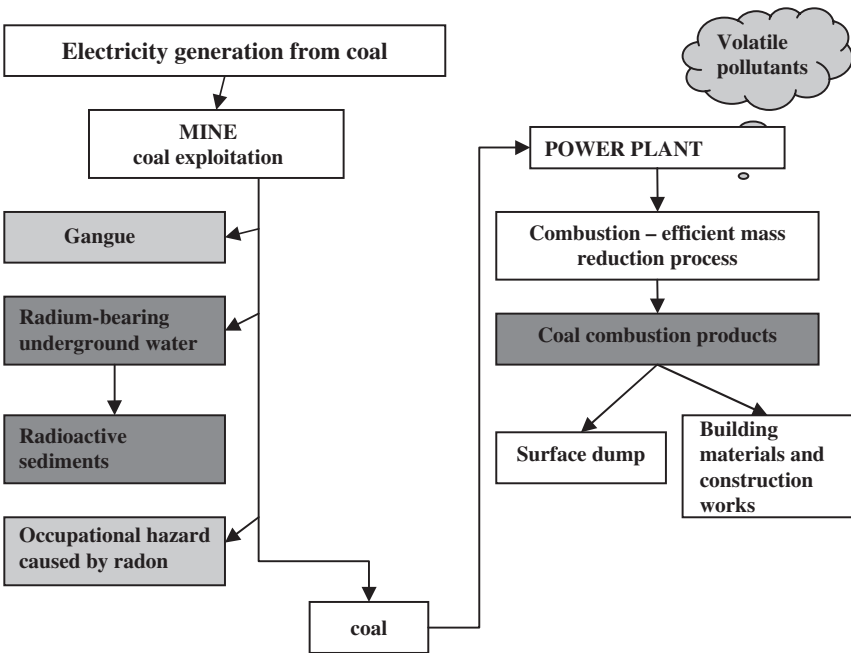 Electricity generation from coal
MINE
coal exploitation
Gangue
Radium-bearing
underground water
Radioactive
sediments
Occupational hazard
caused by radon
coal
Volatile
pollutants
POWER PLANT
Combustion – efficient mass
reduction process
Coal combustion products
Surface dump
Building
materials and
construction
works